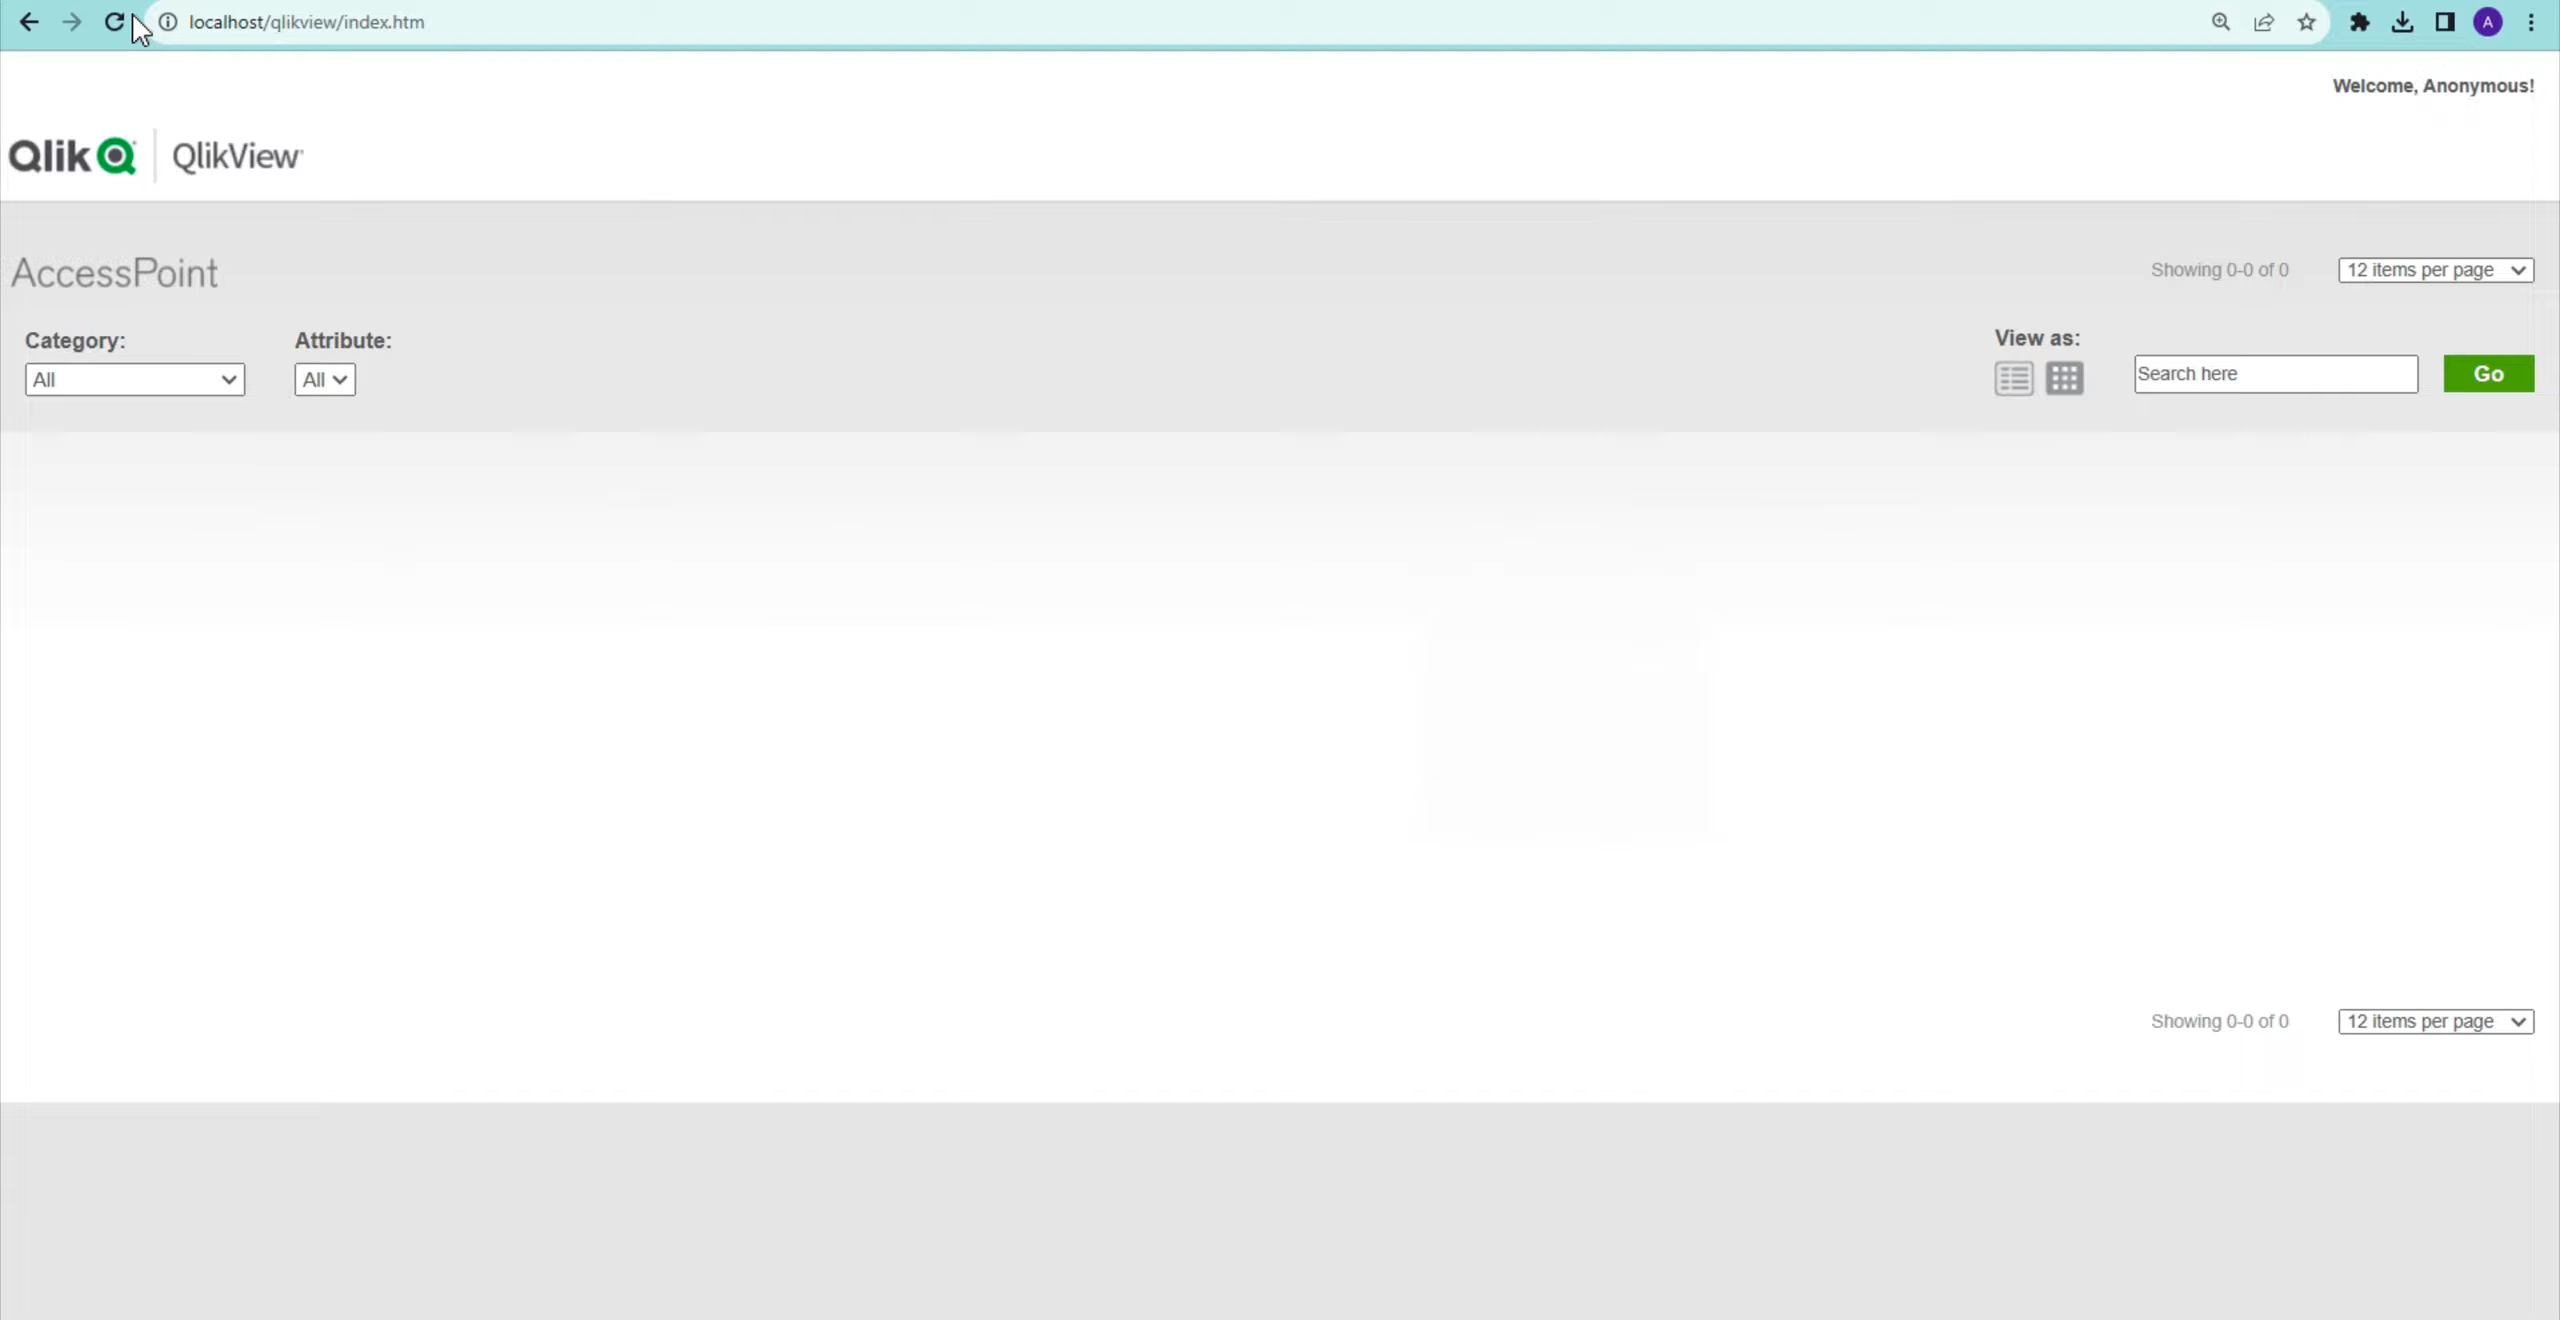 localhost/qlikview/index.htm
A
Welcome, Anonymous!
Qlik QlikView
AccessPoint
Showing 0-0 of 0
12 items per page
Category:
Attribute:
View as:
All
All
Search here
Go
Showing 0-0 of 0
12 items per page